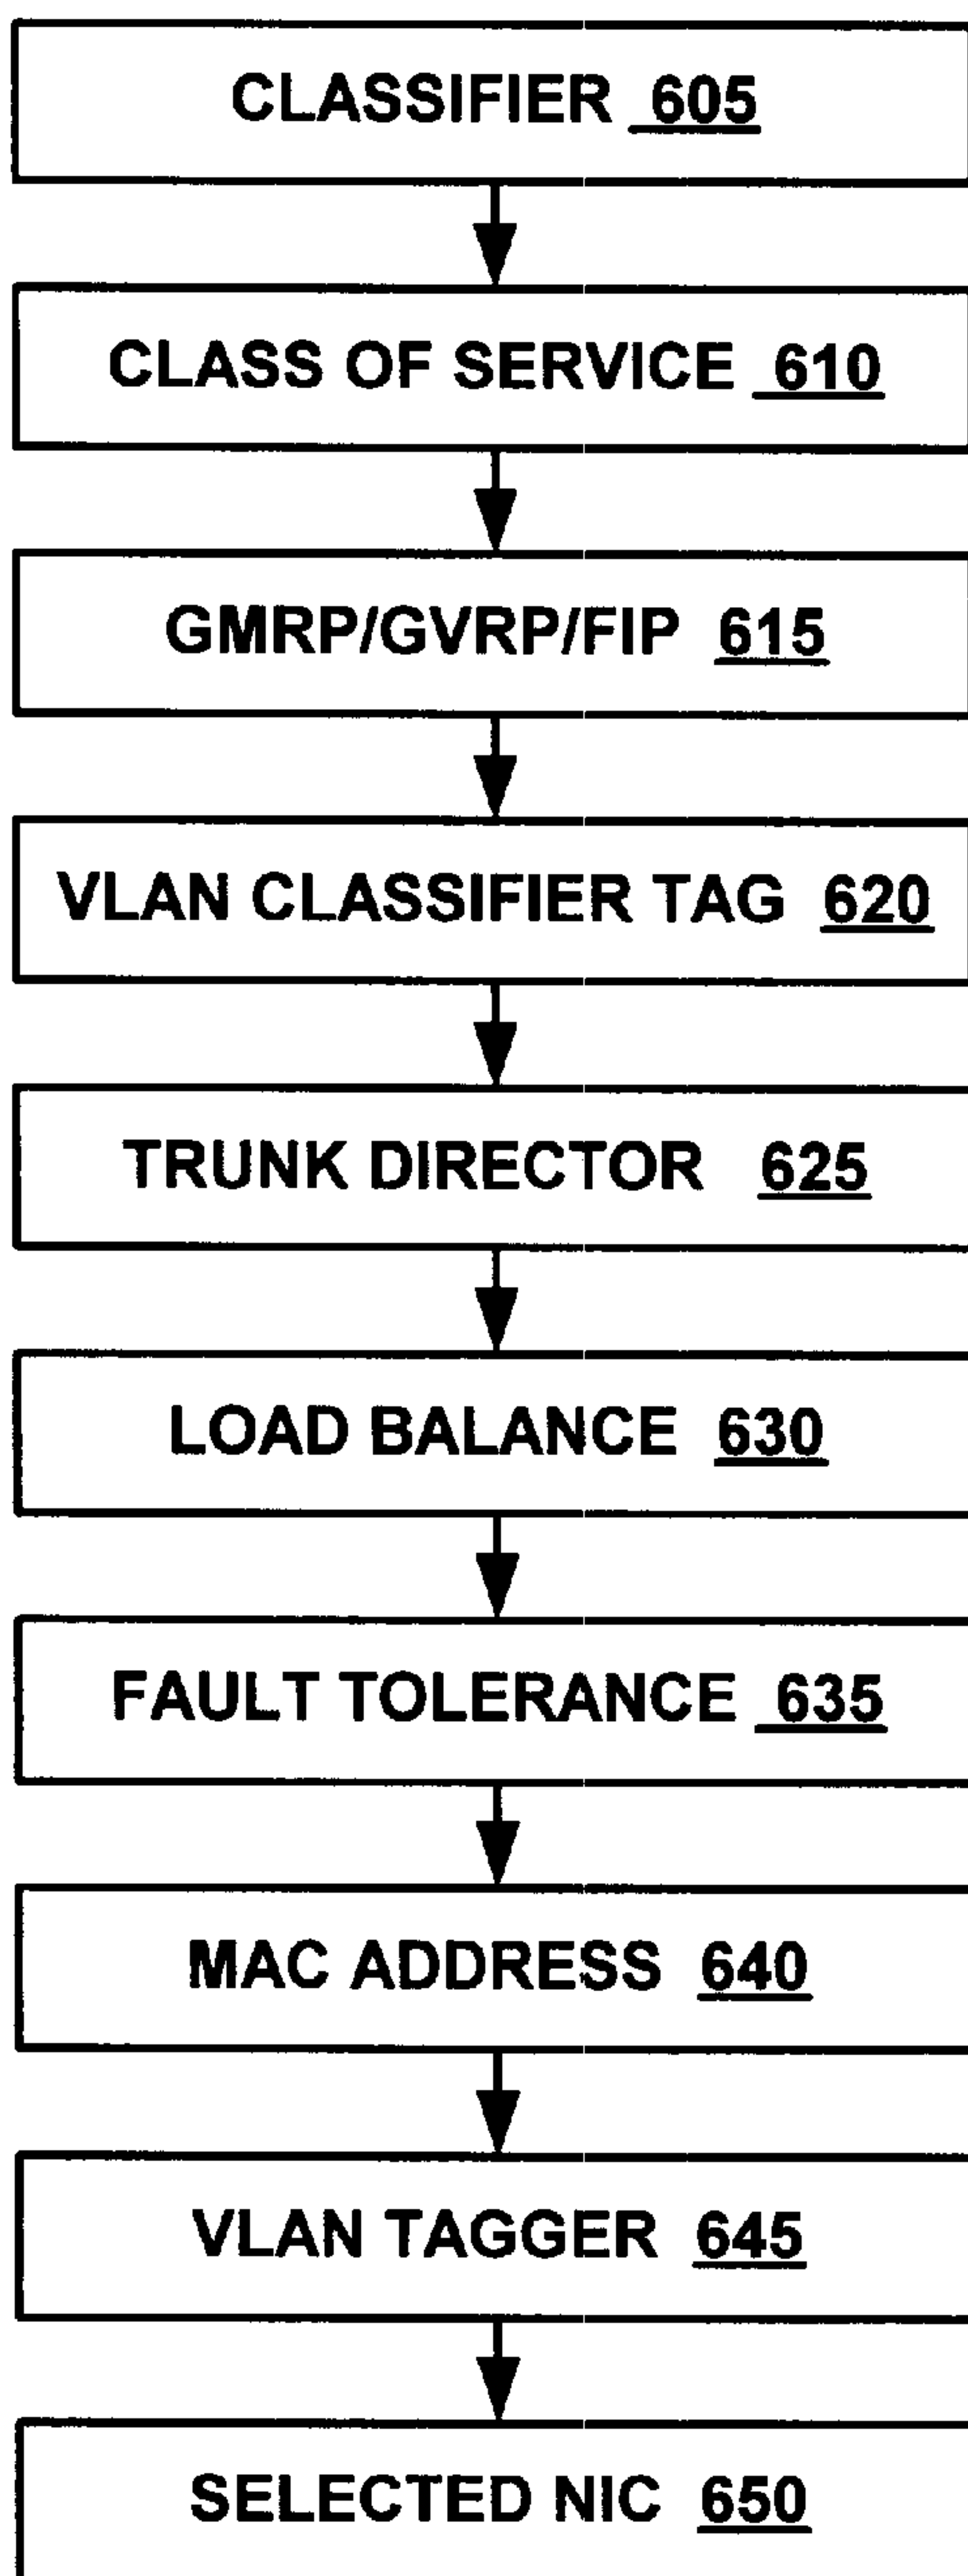 CLASSIFIER 605
CLASS OF SERVICE 610
GMRP/GVRP/FIP 615
VLAN CLASSIFIER TAG 620
TRUNK DIRECTOR 625
LOAD BALANCE 630
FAULT TOLERANCE 635
MAC ADDRESS 640
VLAN TAGGER 645
SELECTED NIC 650